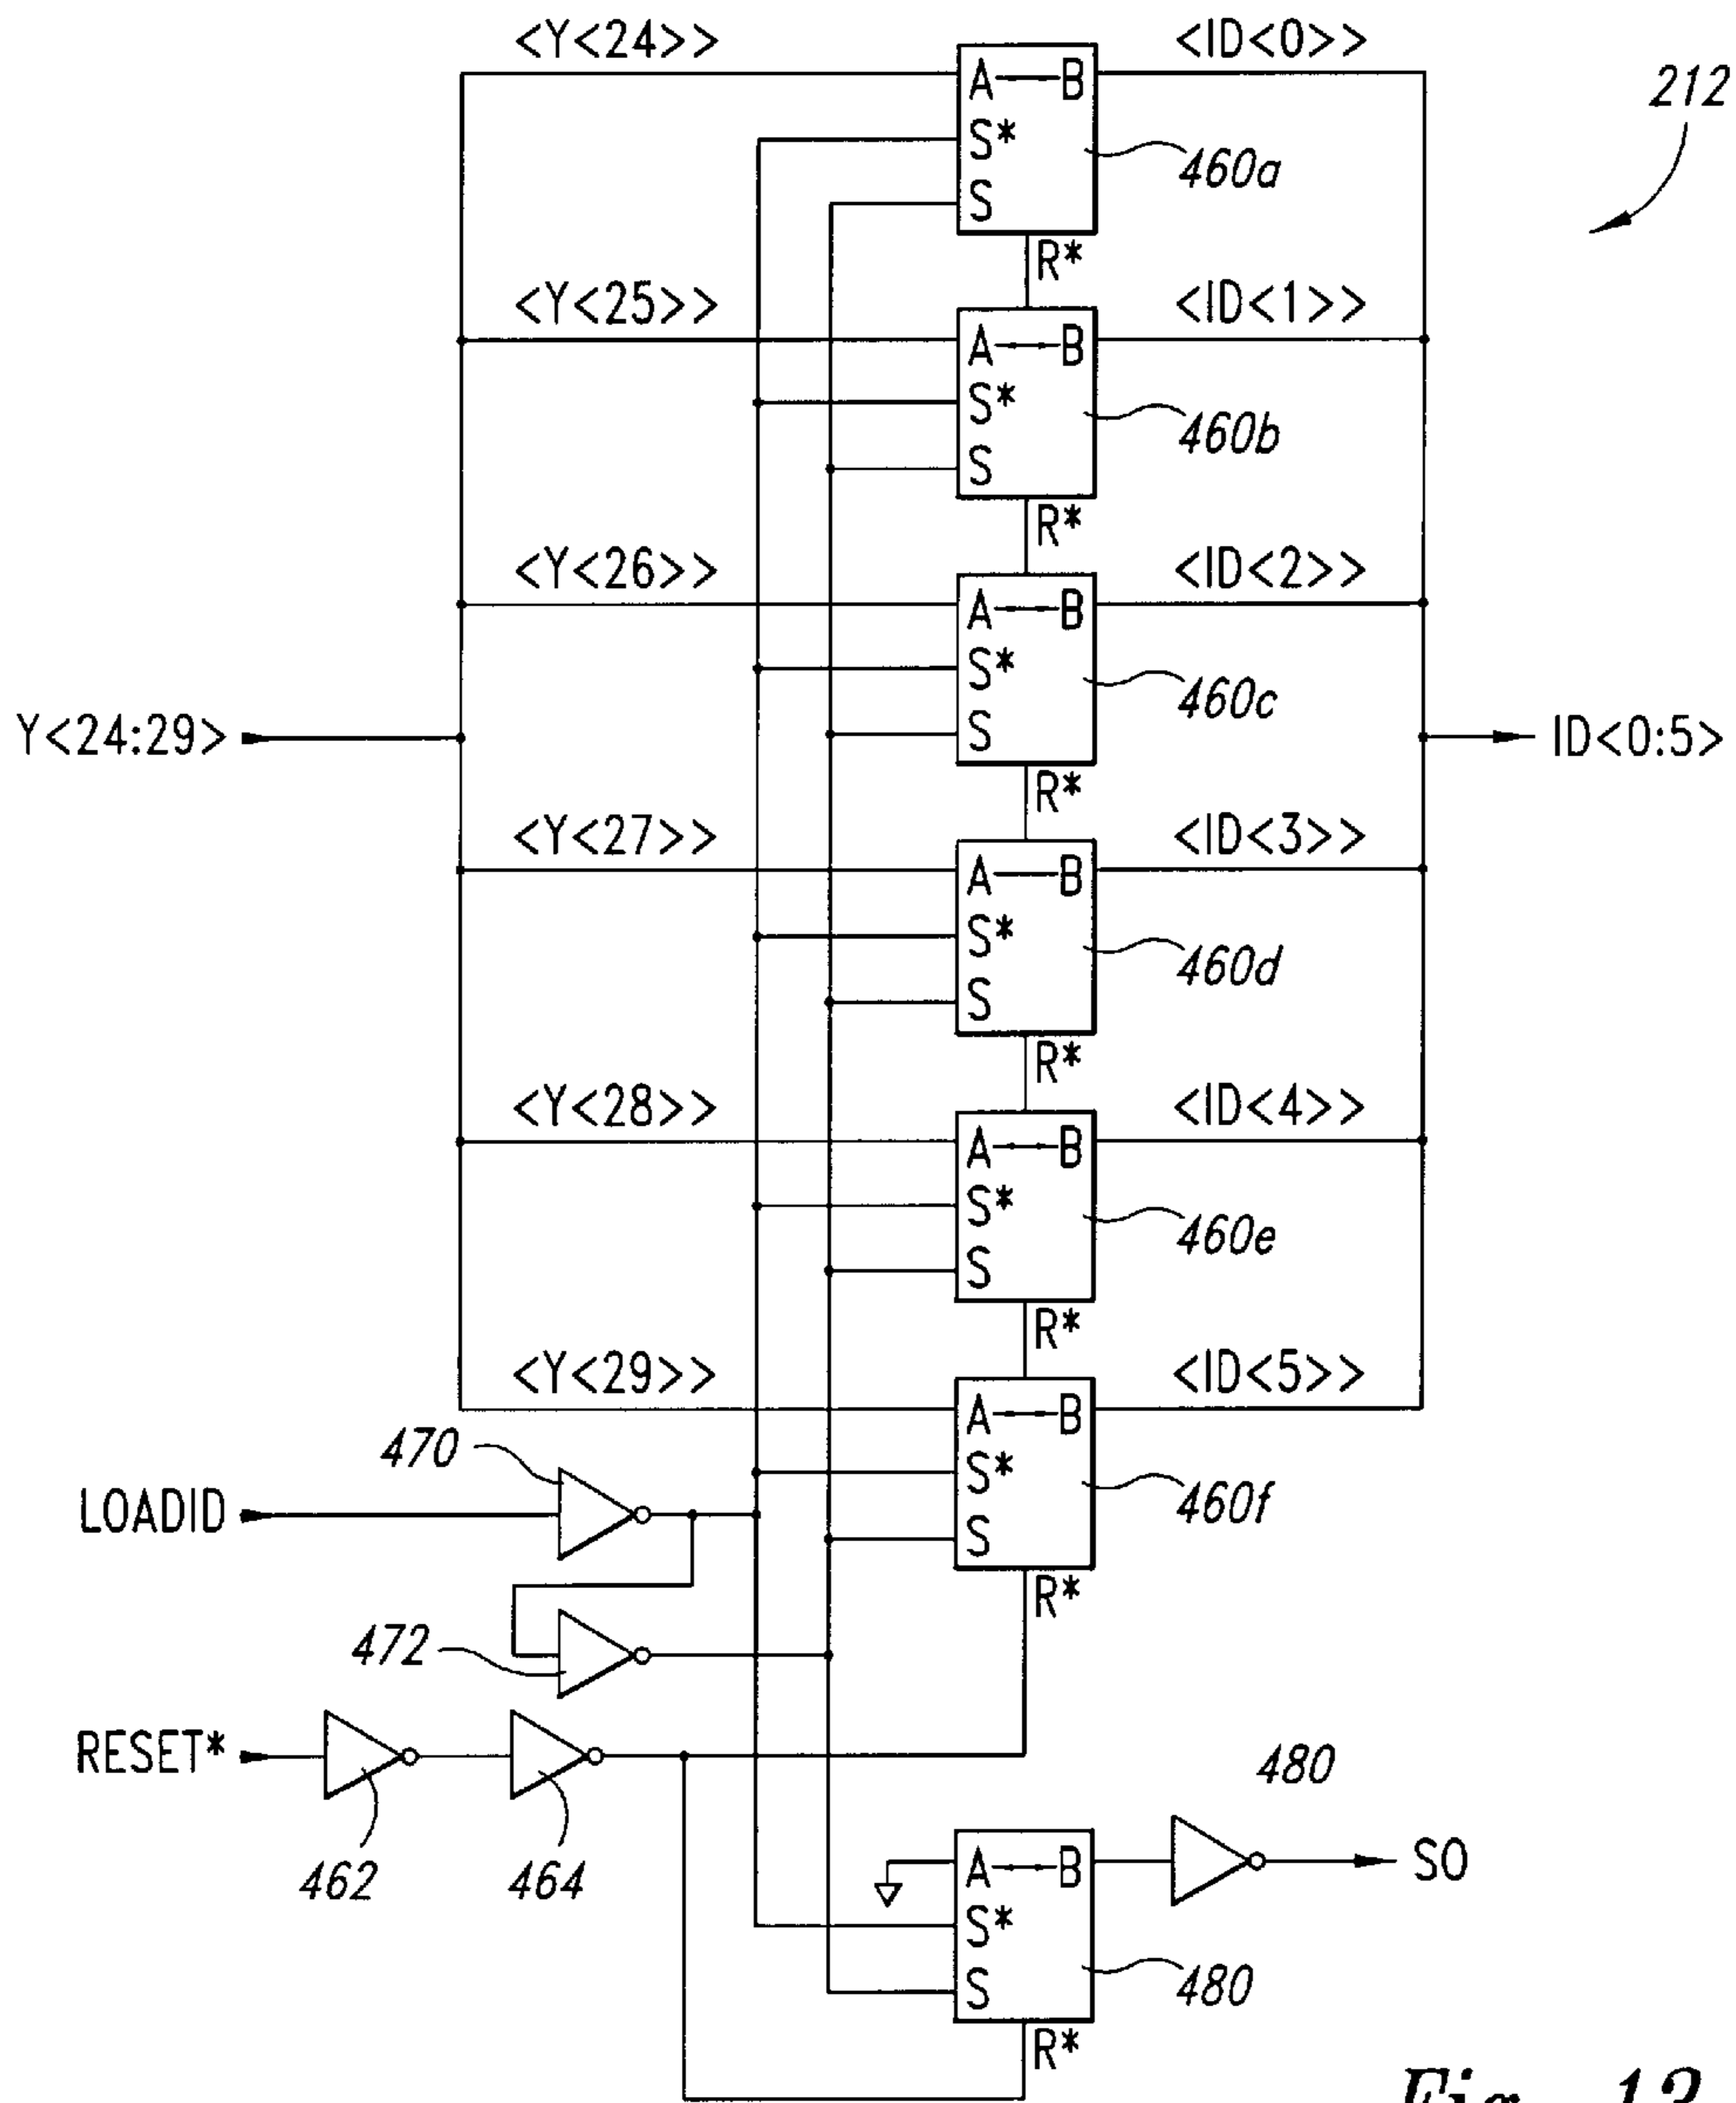 <Y<24>> <ID<0>>
212
A B
S* 460a
S
R*
<Y<25>> <ID<1>>
A B
S* 460b
S
R*
<Y<26>> <ID<2>>
A B
S* 460c
S
Y<24:29> ID<0:5>
R*
<Y<27>> <ID<3>>
A B
S* 460d
S
R*
<Y<28>> <ID<4>>
A B
S* 460e
S
R*
<Y<29>> <ID<5>>
A B
470
S* 460f
LOADID
S
R*
472
RESET*
480
462 464
A B SO
S*
S 480
R*